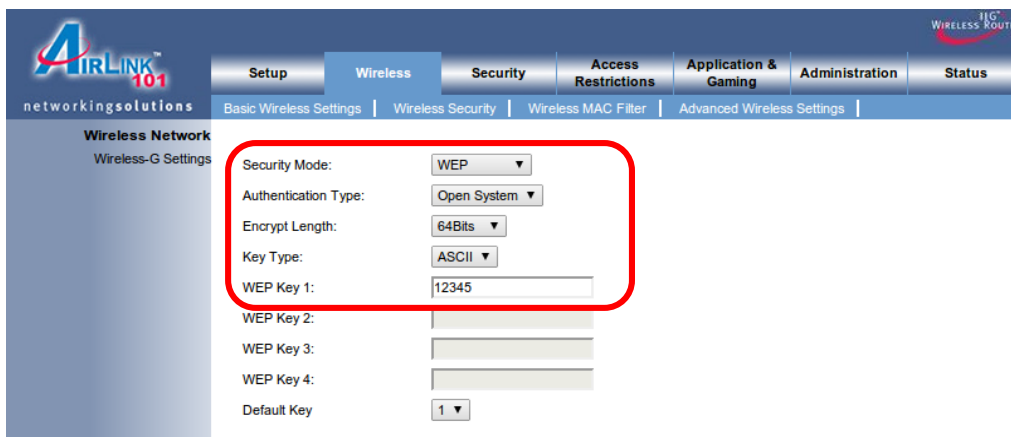 11G™
WIRELESS ROUT
AIRLINK™
101
networkingsolutions
Setup
Wireless
Security
Access Restrictions
Application & Gaming
Administration
Status
Basic Wireless Settings | Wireless Security | Wireless MAC Filter | Advanced Wireless Settings |
Wireless Network
Wireless-G Settings
Security Mode: WEP
Authentication Type: Open System
Encrypt Length: 64Bits
Key Type: ASCII
WEP Key 1: 12345
WEP Key 2:
WEP Key 3:
WEP Key 4:
Default Key 1